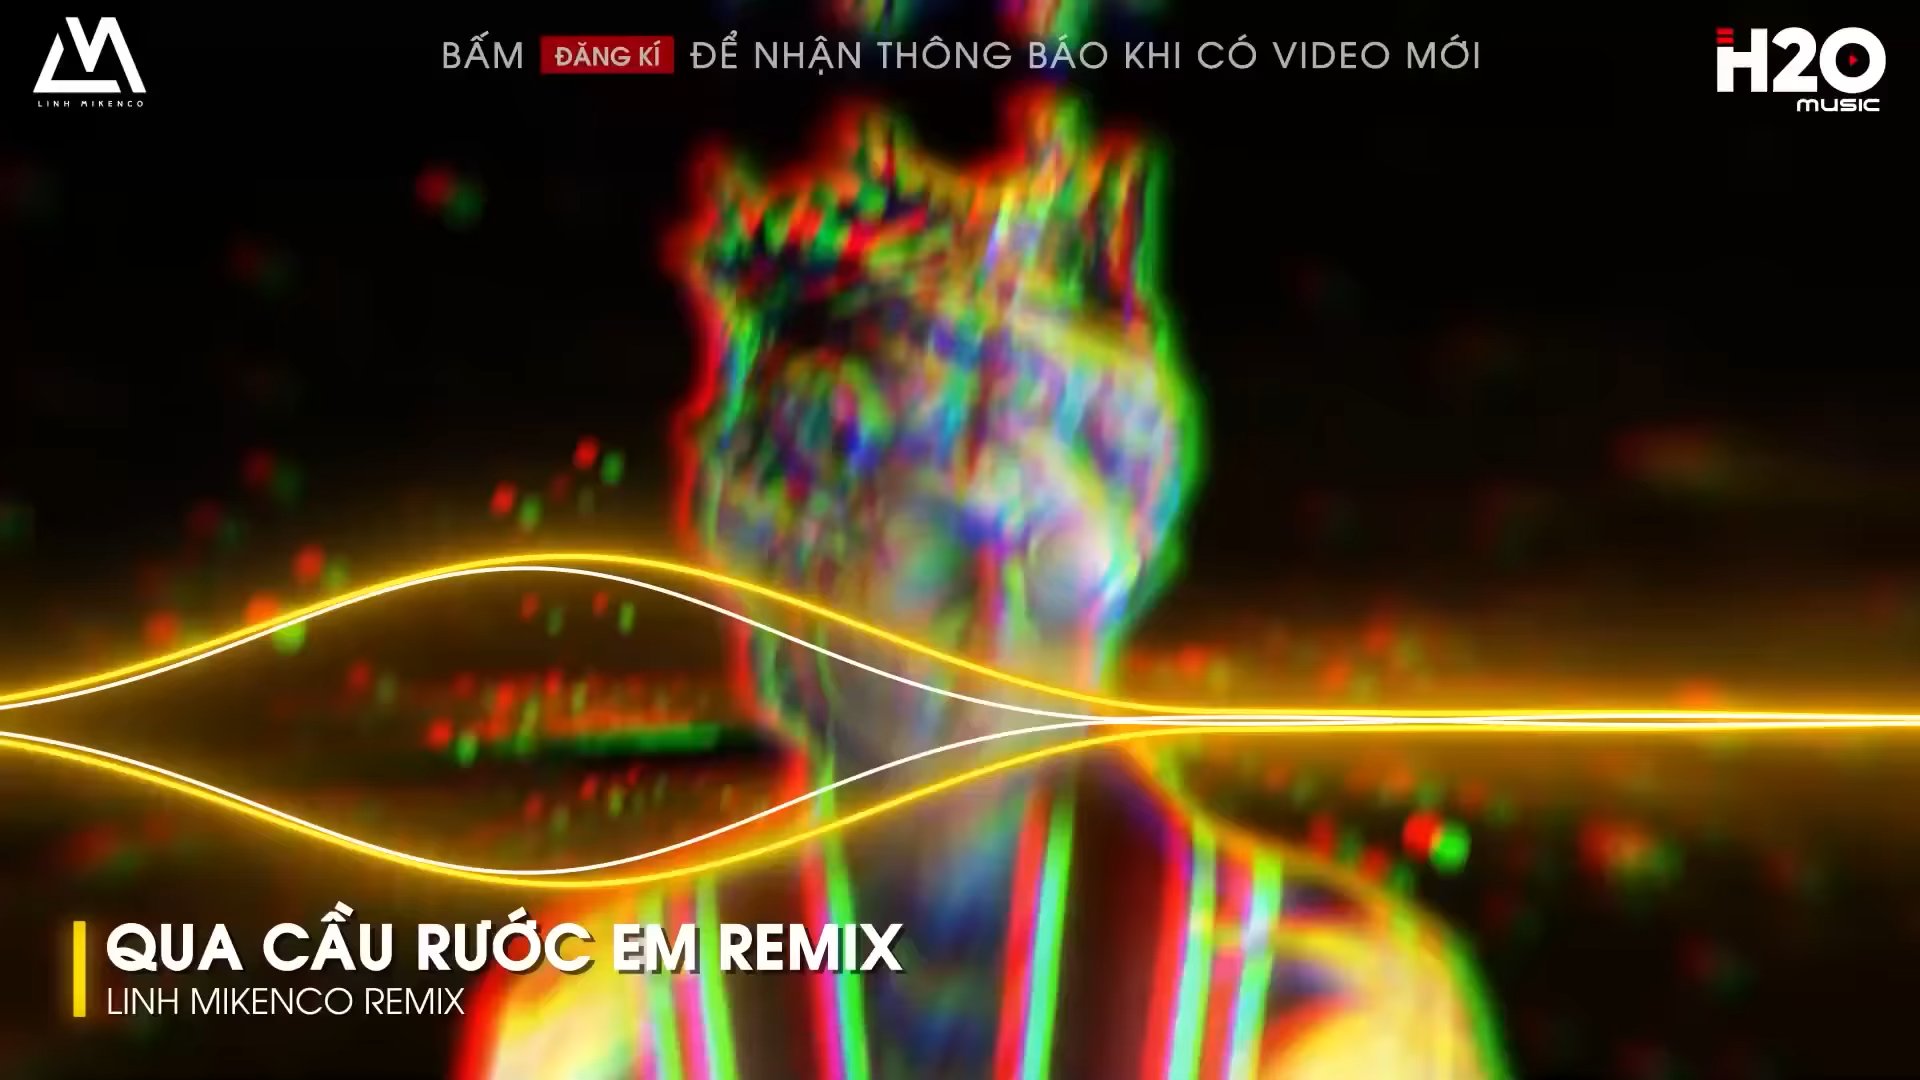 LINH MIKENCO
BẤM ĐĂNG KÍ ĐỂ NHẬN THÔNG BÁO KHI CÓ VIDEO MỚI
H2O
MUSIC
QUA CẦU RƯỚC EM REMIX
LINH MIKENCO REMIX